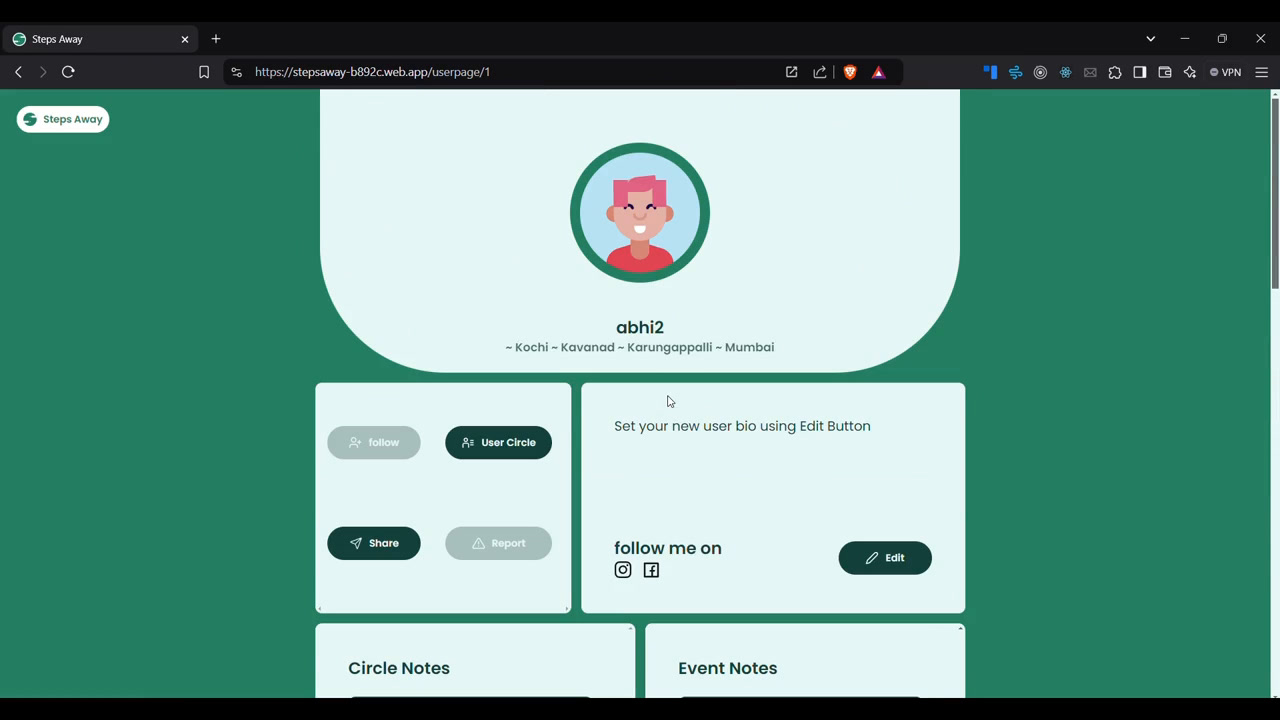 Steps Away
https://stepsaway-b892c.web.app/userpage/1
VPN
Steps Away
abhi2
~ Kochi ~ Kavanad ~ Karungappalli ~ Mumbai
follow
User Circle
Share
Report
Set your new user bio using Edit Button
follow me on
Edit
Circle Notes
Event Notes